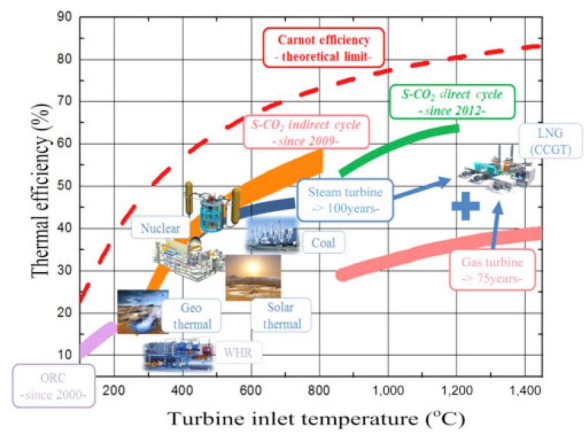 90
80
70
60
50
40
30
20
10
Thermal efficiency (%)
Carnot efficiency
- theoretical limit-
S-CO2 direct cycle
-since 2012-
S-CO2 indirect cycle
-since 2009-
LNG
(CCGT)
Steam turbine
-> 100years-
Nuclear
Coal
Gas turbine
-> 75years-
Geo
thermal
Solar
thermal
WHR
ORC
-since 2000-
200 400 600 800 1,000 1,200 1,400
Turbine inlet temperature (°C)